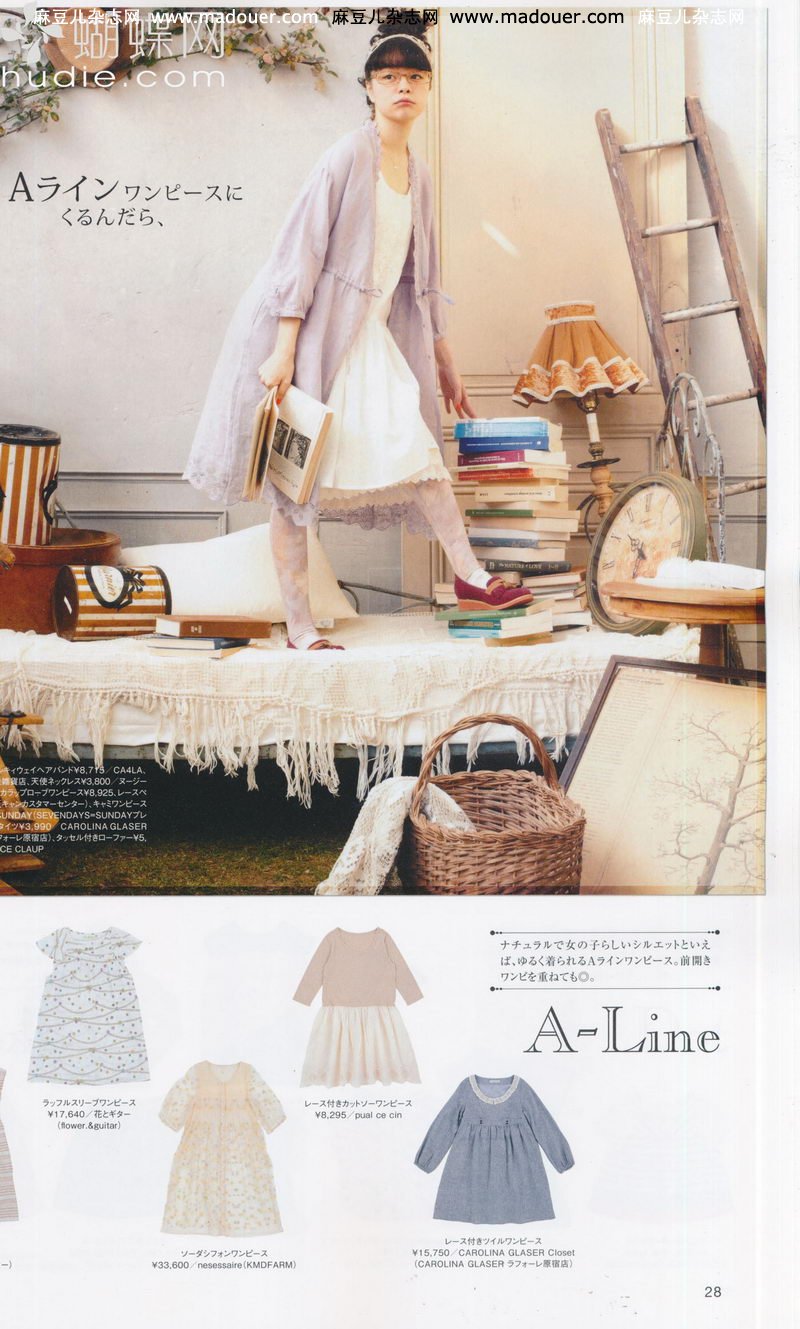 麻豆儿杂志网 www.madouer.com 麻豆儿杂志网 www.madouer.com 麻豆儿杂志网
蝴蝶网
hudie.com
Aラインワンピースに
くるんだら、
ィウェイヘアバンド¥8,715/CA4LA、
雑貨店、天使ネックレス¥3,800/ヌージー
カラップローブワンピース¥8,925、レースペ
キャンカスタマーセンター)、キャミワンピース
SUNDAY(SEVENDAYS=SUNDAYプレ
タイツ¥3,990 CAROLINA GLASER
フォーレ原宿店)、タッセル付きローファー¥5,
CE CLAUP
ナチュラルで女の子らしいシルエットといえ
ば、ゆるく着られるAラインワンピース。前開き
ワンピを重ねても◎。
A-Line
ラッフルスリーブワンピース
¥17,640/花とギター
(flower.&guitar)
レース付きカットソーワンピース
¥8,295/pual ce cin
ソーダシフォンワンピース
¥33,600/nesessaire(KMDFARM)
レース付きツイルワンピース
¥15,750/CAROLINA GLASER Closet
(CAROLINA GLASER ラフォーレ原宿店)
28